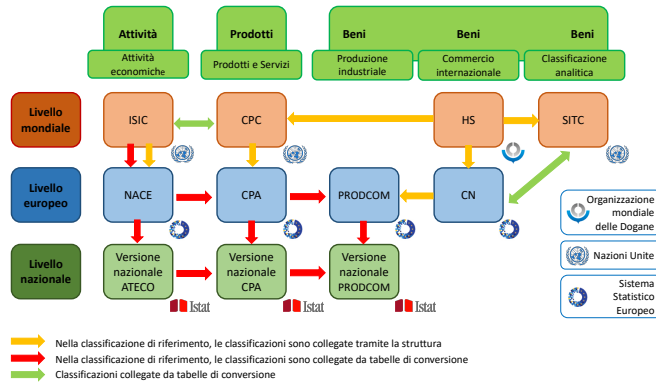 Attività
Prodotti
Beni
Beni
Beni
Attività
economiche
Prodotti e Servizi
Produzione
industriale
Commercio
internazionale
Classificazione
analitica
Livello
mondiale
ISIC
CPC
HS
SITC
Livello
europeo
NACE
CPA
PRODCOM
CN
Organizzazione
mondiale
delle Dogane
Nazioni Unite
Sistema
Statistico
Europeo
Livello
nazionale
Versione
nazionale
ATECO
Versione
nazionale
CPA
Versione
nazionale
PRODCOM
Istat
Istat
Istat
Nella classificazione di riferimento, le classificazioni sono collegate tramite la struttura
Nella classificazione di riferimento, le classificazioni sono collegate da tabelle di conversione
Classificazioni collegate da tabelle di conversione